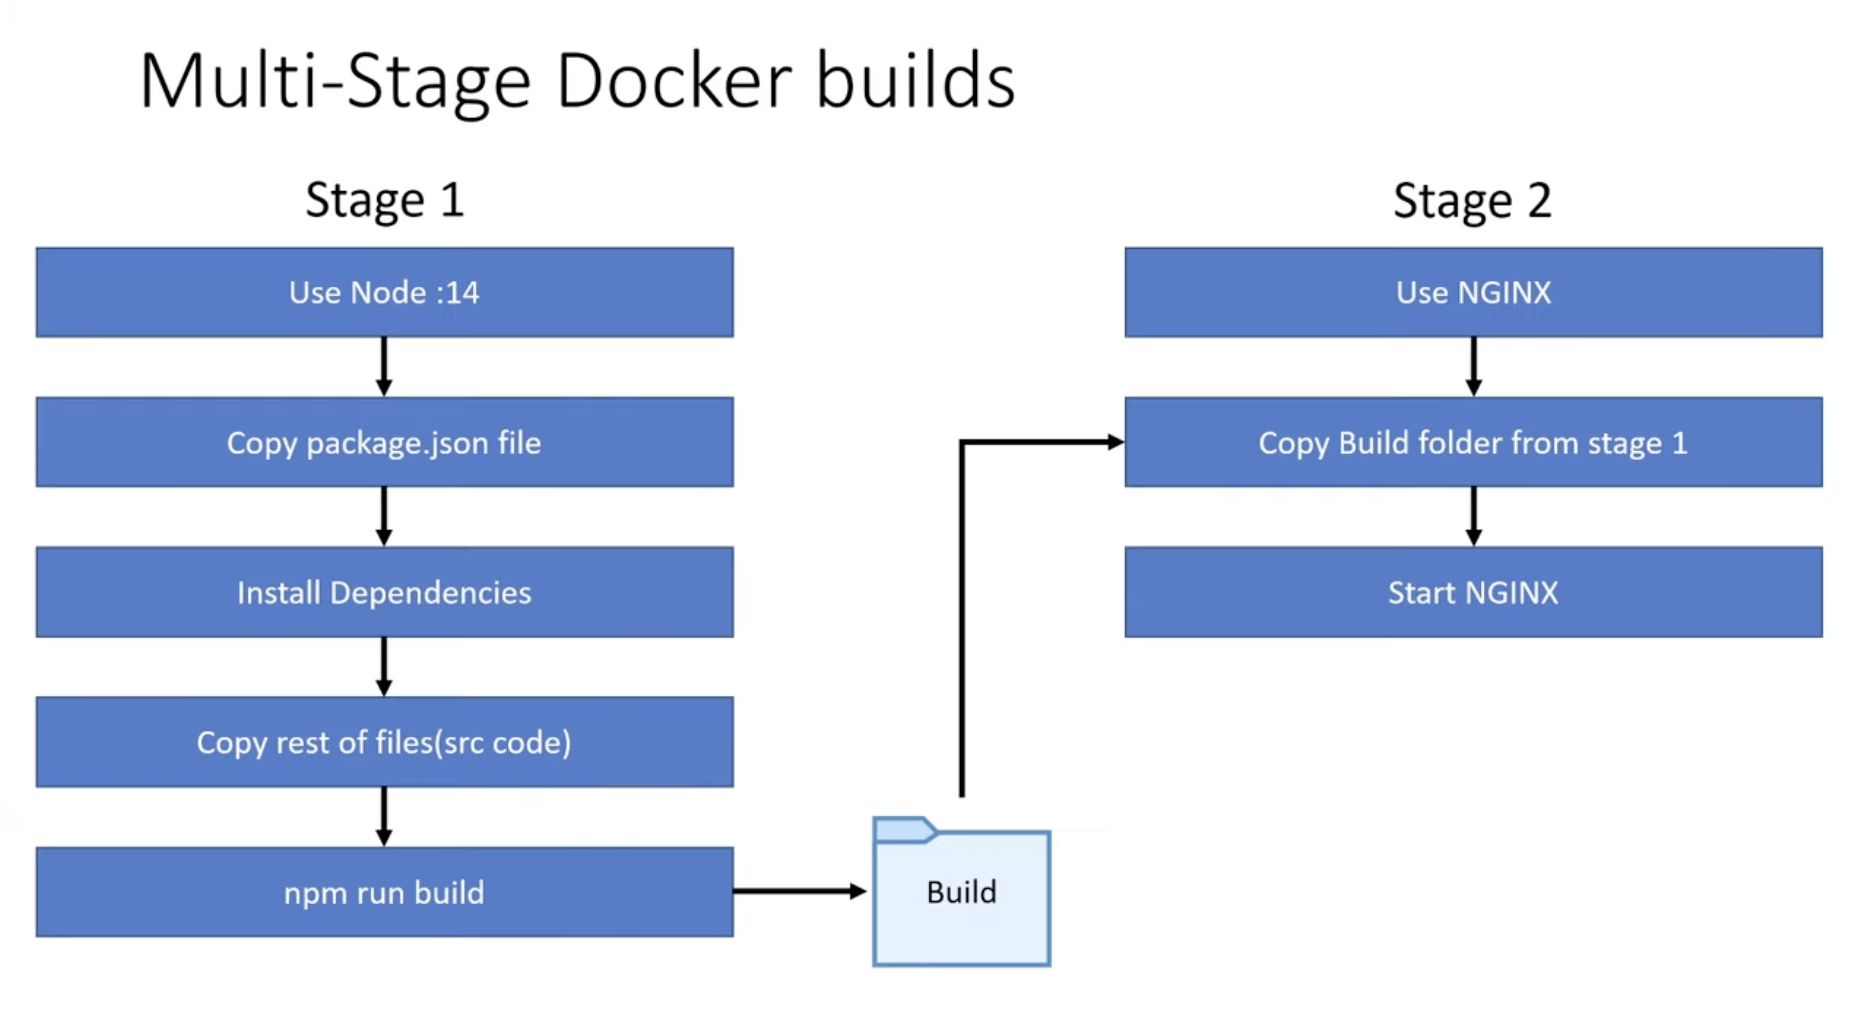 Multi-Stage Docker builds
Stage 1
Use Node :14
Copy package.json file
Install Dependencies
Copy rest of files(src code)
npm run build
Build
Stage 2
Use NGINX
Copy Build folder from stage 1
Start NGINX